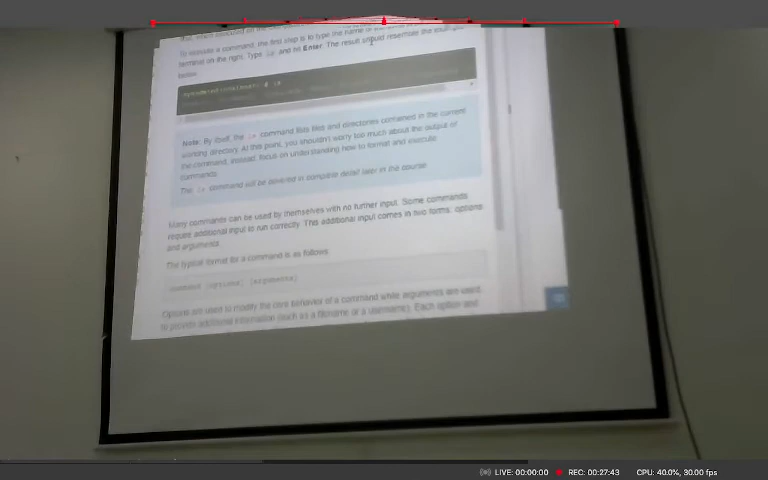 To execute a command, the first step is to type the name of the
terminal on the right. Type ls and hit Enter. The result should resemble the example
below:
sysadmin@localhost:~$ ls
Note: By itself, the ls command lists files and directories contained in the current
working directory. At this point, you shouldn't worry too much about the output of
the command, instead, focus on understanding how to format and execute
commands.
The ls command will be covered in complete detail later in the course.
Many commands can be used by themselves with no further input. Some commands
require additional input to run correctly. This additional input comes in two forms: options
and arguments.
The typical format for a command is as follows:
command [options] [arguments]
Options are used to modify the core behavior of a command while arguments are used
to provide additional information (such as a filename or a username). Each option and
LIVE: 00:00:00
REC: 00:27:43
CPU: 40.0%, 30.00 fps